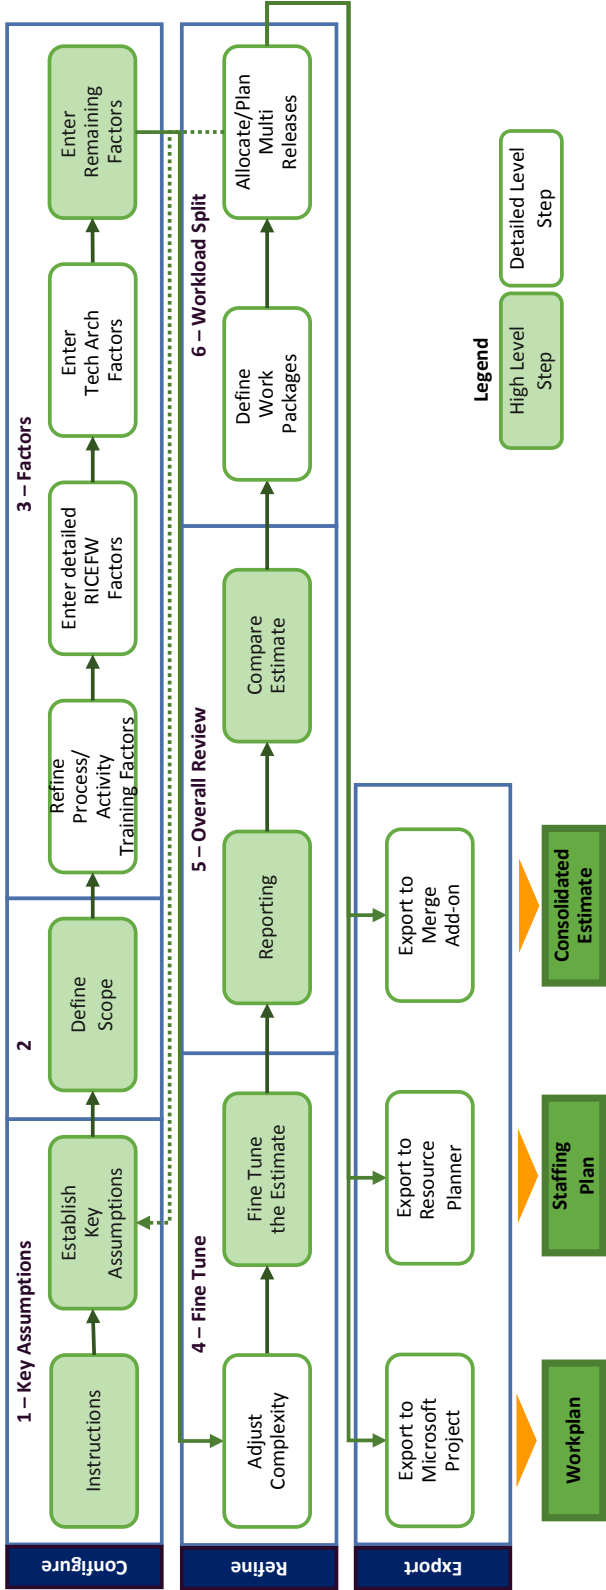 Configure
1 – Key Assumptions
Instructions
Establish
Key
Assumptions
2
Define
Scope
3 – Factors
Refine
Process/
Activity
Training Factors
Enter detailed
RICEFW
Factors
Enter
Tech Arch
Factors
Enter
Remaining
Factors
Refine
4 – Fine Tune
Adjust
Complexity
Fine Tune
the Estimate
5 – Overall Review
Reporting
Compare
Estimate
6 – Workload Split
Define
Work
Packages
Allocate/Plan
Multi
Releases
Export
Export to
Microsoft
Project
Export to
Resource
Planner
Export to
Merge
Add-on
Workplan
Staffing
Plan
Consolidated
Estimate
Legend
High Level
Step
Detailed Level
Step